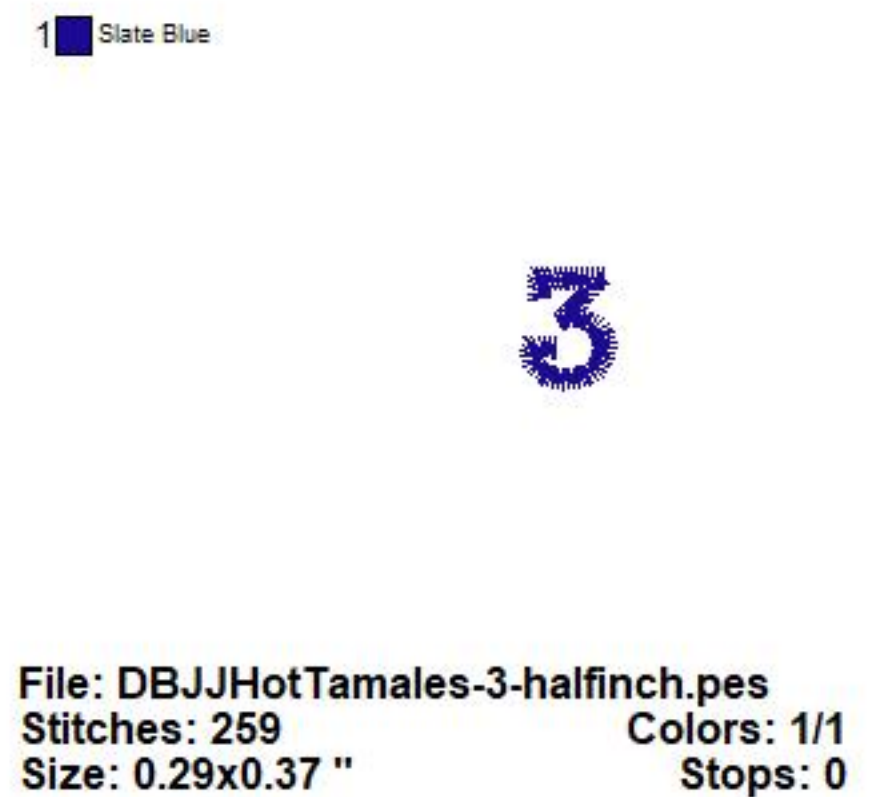 1 Slate Blue
3
File: DBJJHotTamales-3-halfinch.pes
Stitches: 259 Colors: 1/1
Size: 0.29x0.37 " Stops: 0